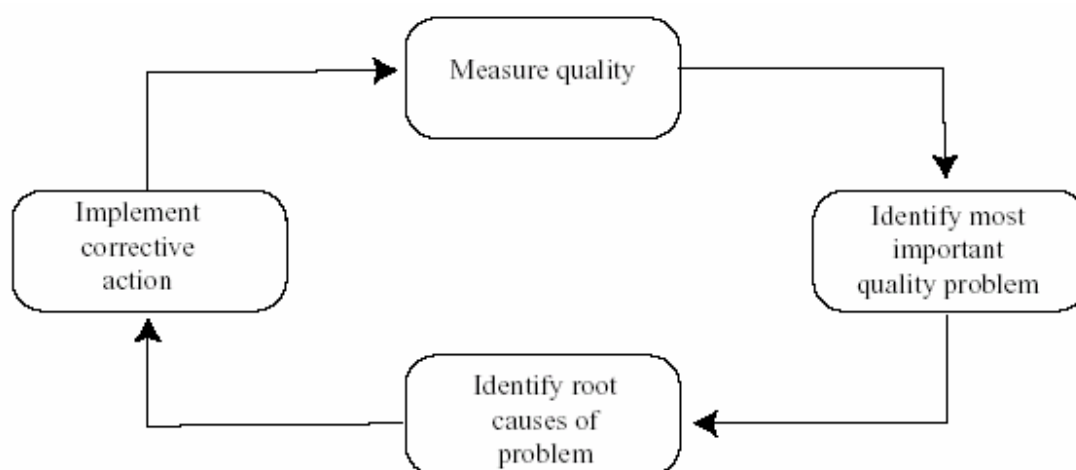 Measure quality
Implement
corrective
action
Identify most
important
quality problem
Identify root
causes of
problem